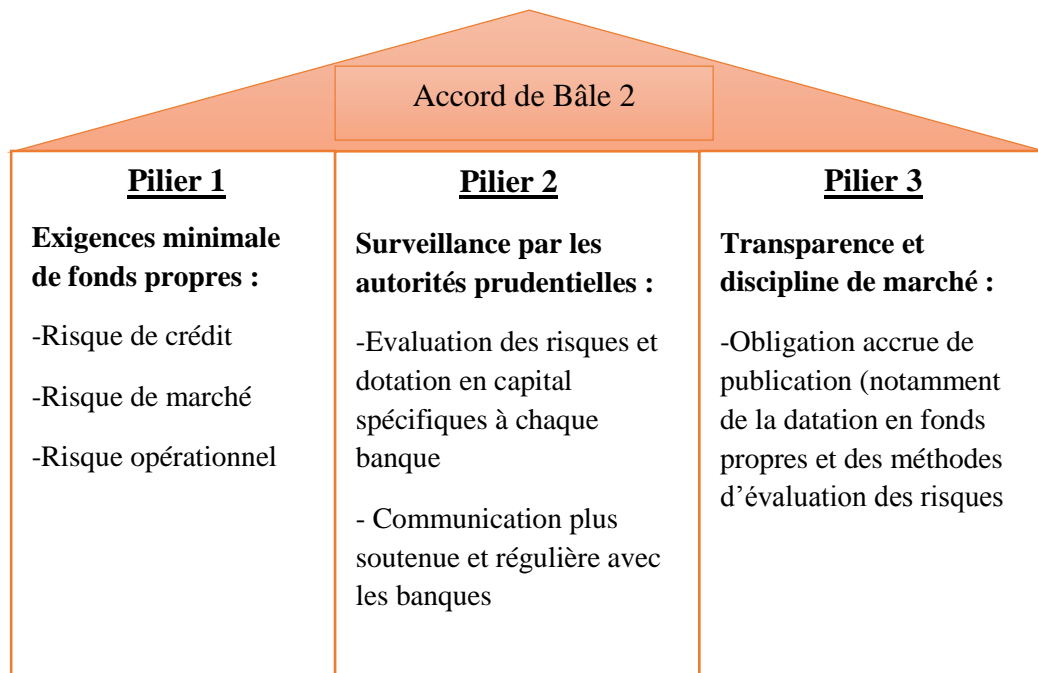 Accord de Bâle 2
Pilier 1
Exigences minimale
de fonds propres :
-Risque de crédit
-Risque de marché
-Risque opérationnel
Pilier 2
Surveillance par les
autorités prudentielles :
-Evaluation des risques et
dotation en capital
spécifiques à chaque
banque
- Communication plus
soutenue et régulière avec
les banques
Pilier 3
Transparence et
discipline de marché :
-Obligation accrue de
publication (notamment
de la datation en fonds
propres et des méthodes
d’évaluation des risques